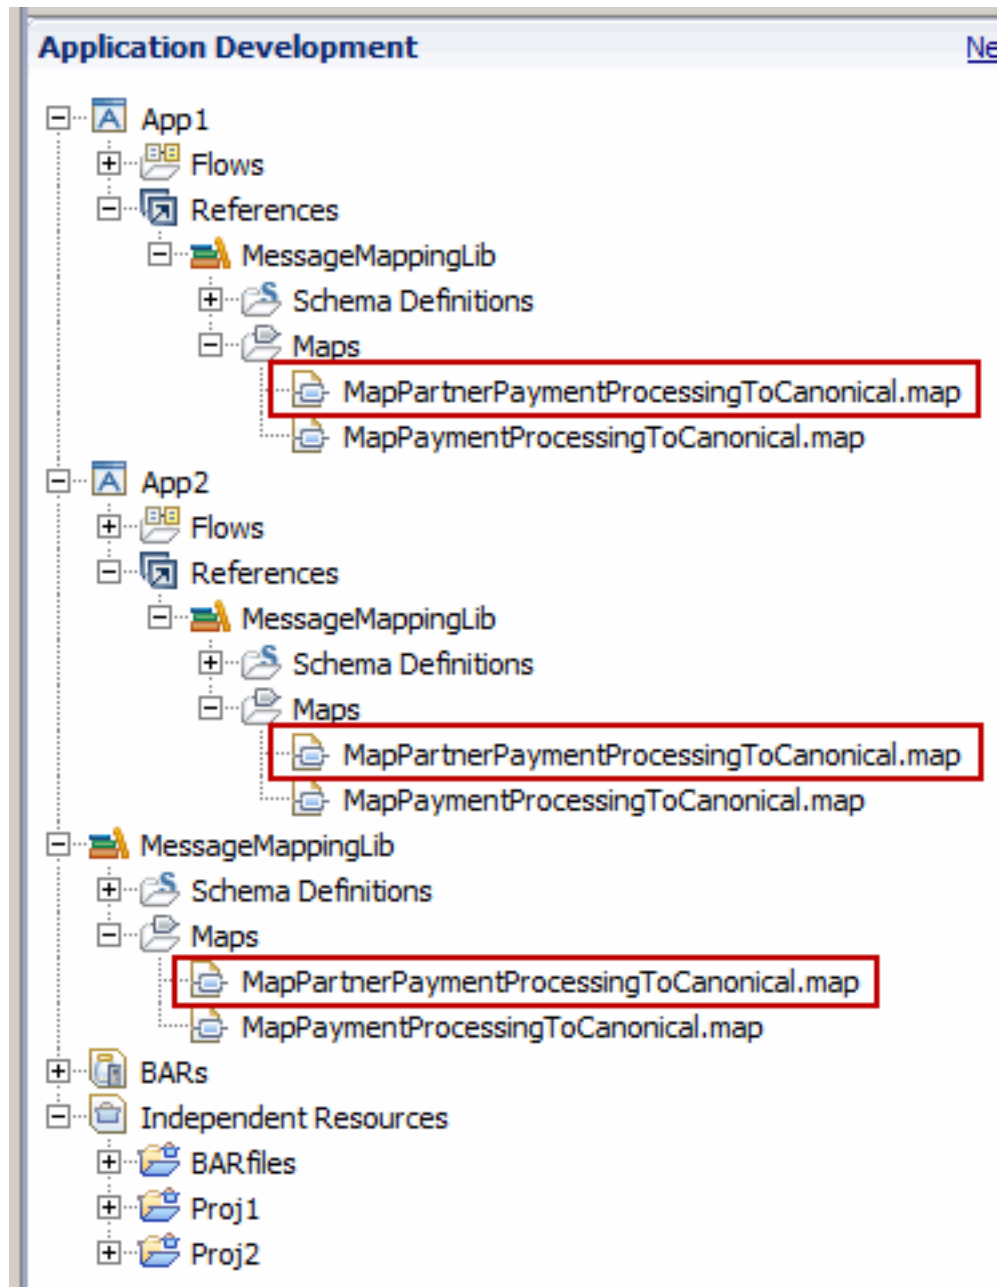 Application Development Ne
App1
Flows
References
MessageMappingLib
Schema Definitions
Maps
MapPartnerPaymentProcessingToCanonical.map
MapPaymentProcessingToCanonical.map
App2
Flows
References
MessageMappingLib
Schema Definitions
Maps
MapPartnerPaymentProcessingToCanonical.map
MapPaymentProcessingToCanonical.map
MessageMappingLib
Schema Definitions
Maps
MapPartnerPaymentProcessingToCanonical.map
MapPaymentProcessingToCanonical.map
BARs
Independent Resources
BARfiles
Proj1
Proj2